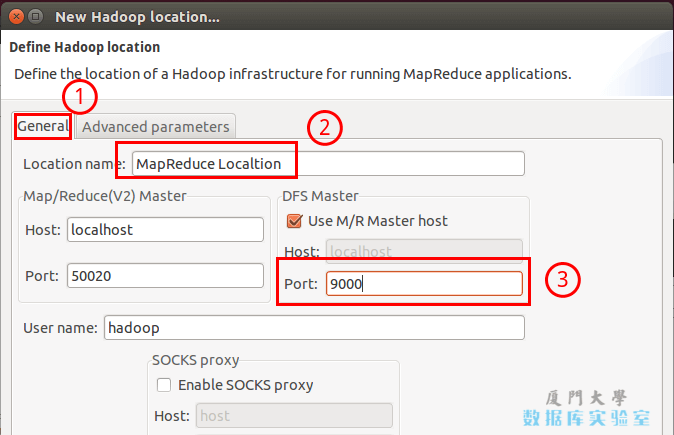 New Hadoop location...
Define Hadoop location
Define the location of a Hadoop infrastructure for running MapReduce applications.
1
General Advanced parameters
2
Location name: MapReduce Localtion
Map/Reduce(V2) Master
DFS Master
Host: localhost
Use M/R Master host
Host: localhost
Port: 50020
Port: 9000
3
User name: hadoop
SOCKS proxy
Enable SOCKS proxy
Host: host
厦門大學
数据库实验室